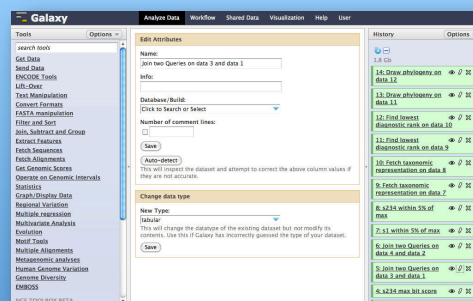 Galaxy
Analyze Data Workflow Shared Data Visualization Help User
Tools Options
search tools
Get Data
Send Data
ENCODE Tools
Lift-Over
Text Manipulation
Convert Formats
FASTA manipulation
Filter and Sort
Join, Subtract and Group
Extract Features
Fetch Sequences
Fetch Alignments
Get Genomic Scores
Operate on Genomic Intervals
Statistics
Graph/Display Data
Regional Variation
Multiple regression
Multivariate Analysis
Evolution
Motif Tools
Multiple Alignments
Metagenomic analyses
Human Genome Variation
Genome Diversity
EMBOSS
NGS TOOLBOX BETA
Edit Attributes
Name:
Join two Queries on data 3 and data 1
Info:
Database/Build:
Click to Search or Select
Number of comment lines:
Save
Auto-detect
This will inspect the dataset and attempt to correct the above column values if
they are not accurate.
Change data type
New Type:
tabular
This will change the datatype of the existing dataset but not modify its
contents. Use this if Galaxy has incorrectly guessed the type of your dataset.
Save
History Options
1.8 Gb
14: Draw phylogeny on
data 12
13: Draw phylogeny on
data 11
12: Find lowest
diagnostic rank on data 10
11: Find lowest
diagnostic rank on data 9
10: Fetch taxonomic
representation on data 8
9: Fetch taxonomic
representation on data 7
8: s234 within 5% of
max
7: s1 within 5% of max
6: Join two Queries on
data 4 and data 2
5: Join two Queries on
data 3 and data 1
4: s234 max bit score